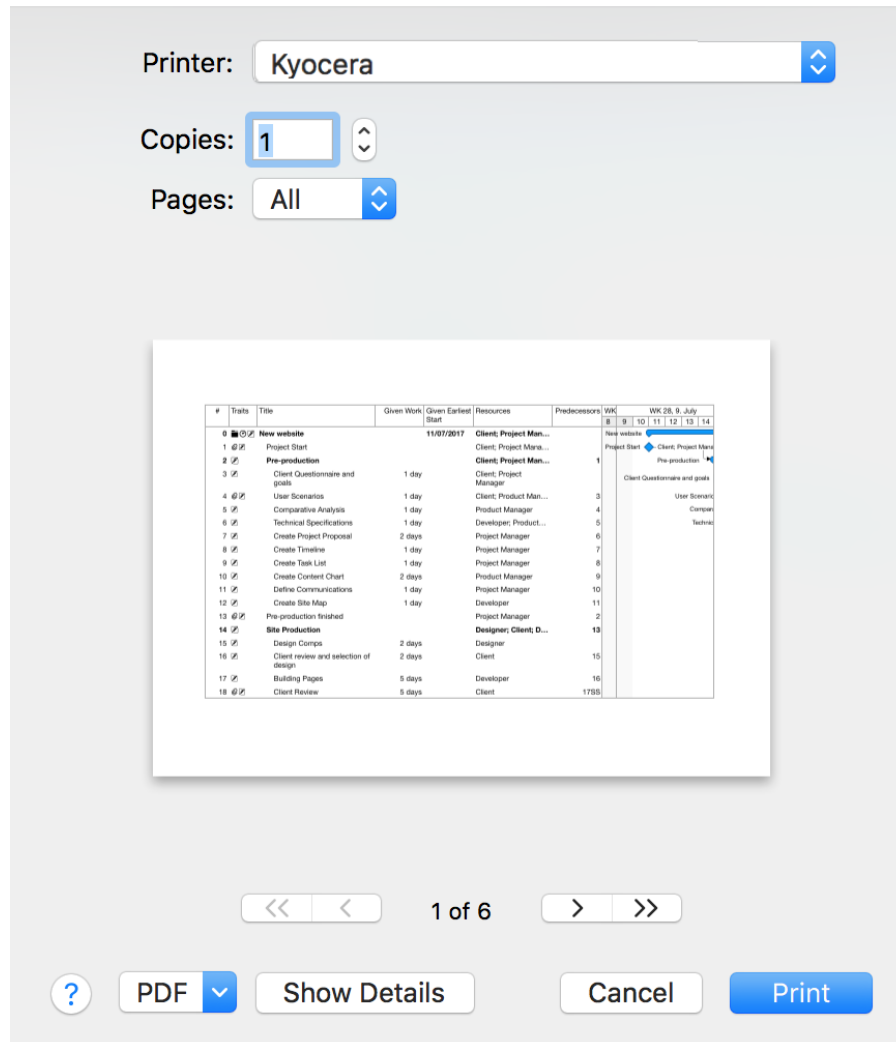 Printer: Kyocera
Copies: 1
Pages: All
# Traits Title Given Work Given Earliest Start Resources Predecessors WK WK 28, 9. July
8 9 10 11 12 13 14
0 New website 11/07/2017 Client; Project Man... New website
1 Project Start Client; Project Mana... Project Start Client; Project Mana
2 Pre-production Client; Project Man... 1 Pre-production
3 Client Questionnaire and 1 day Client; Project Client Questionnaire and goals
goals Manager
4 User Scenarios 1 day Client; Product Man... 3 User Scenario
5 Comparative Analysis 1 day Product Manager 4 Compar
6 Technical Specifications 1 day Developer; Product... 5 Technic
7 Create Project Proposal 2 days Project Manager 6
8 Create Timeline 1 day Project Manager 7
9 Create Task List 1 day Project Manager 8
10 Create Content Chart 2 days Product Manager 9
11 Define Communications 1 day Project Manager 10
12 Create Site Map 1 day Developer 11
13 Pre-production finished Project Manager 2
14 Site Production Designer; Client; D... 13
15 Design Comps 2 days Designer
16 Client review and selection of 2 days Client 15
design
17 Building Pages 5 days Developer 16
18 Client Review 5 days Client 17SS
<< < 1 of 6 > >>
? PDF Show Details Cancel Print